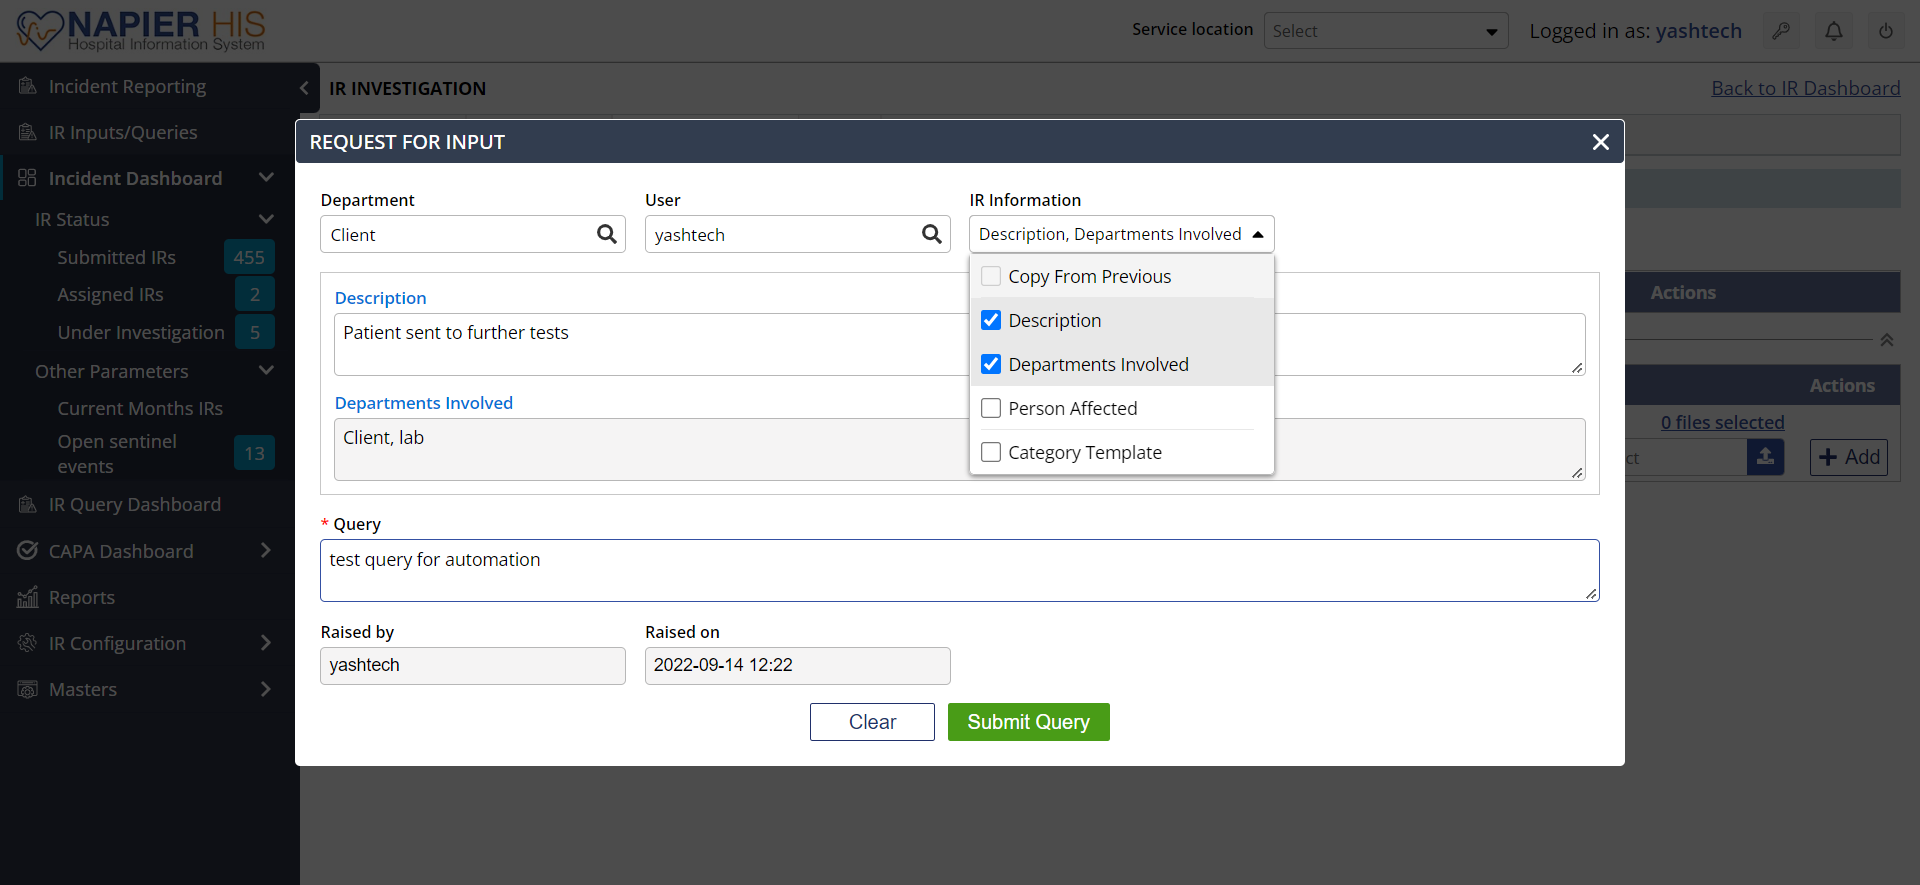 NAPIER HIS
Hospital Information System
Service location
Select
Logged in as: yashtech
Incident Reporting
IR Inputs/Queries
Incident Dashboard
IR Status
Submitted IRs 455
Assigned IRs 2
Under Investigation 5
Other Parameters
Current Months IRs
Open sentinel
events
13
IR Query Dashboard
CAPA Dashboard
Reports
IR Configuration
Masters
IR INVESTIGATION
Back to IR Dashboard
REQUEST FOR INPUT
Department
User
IR Information
Client
yashtech
Description, Departments Involved
Copy From Previous
Description
Departments Involved
Person Affected
Category Template
Description
Patient sent to further tests
Departments Involved
Client, lab
* Query
test query for automation
Raised by
Raised on
yashtech
2022-09-14 12:22
Clear
Submit Query
Actions
Actions
0 files selected
ct
Add